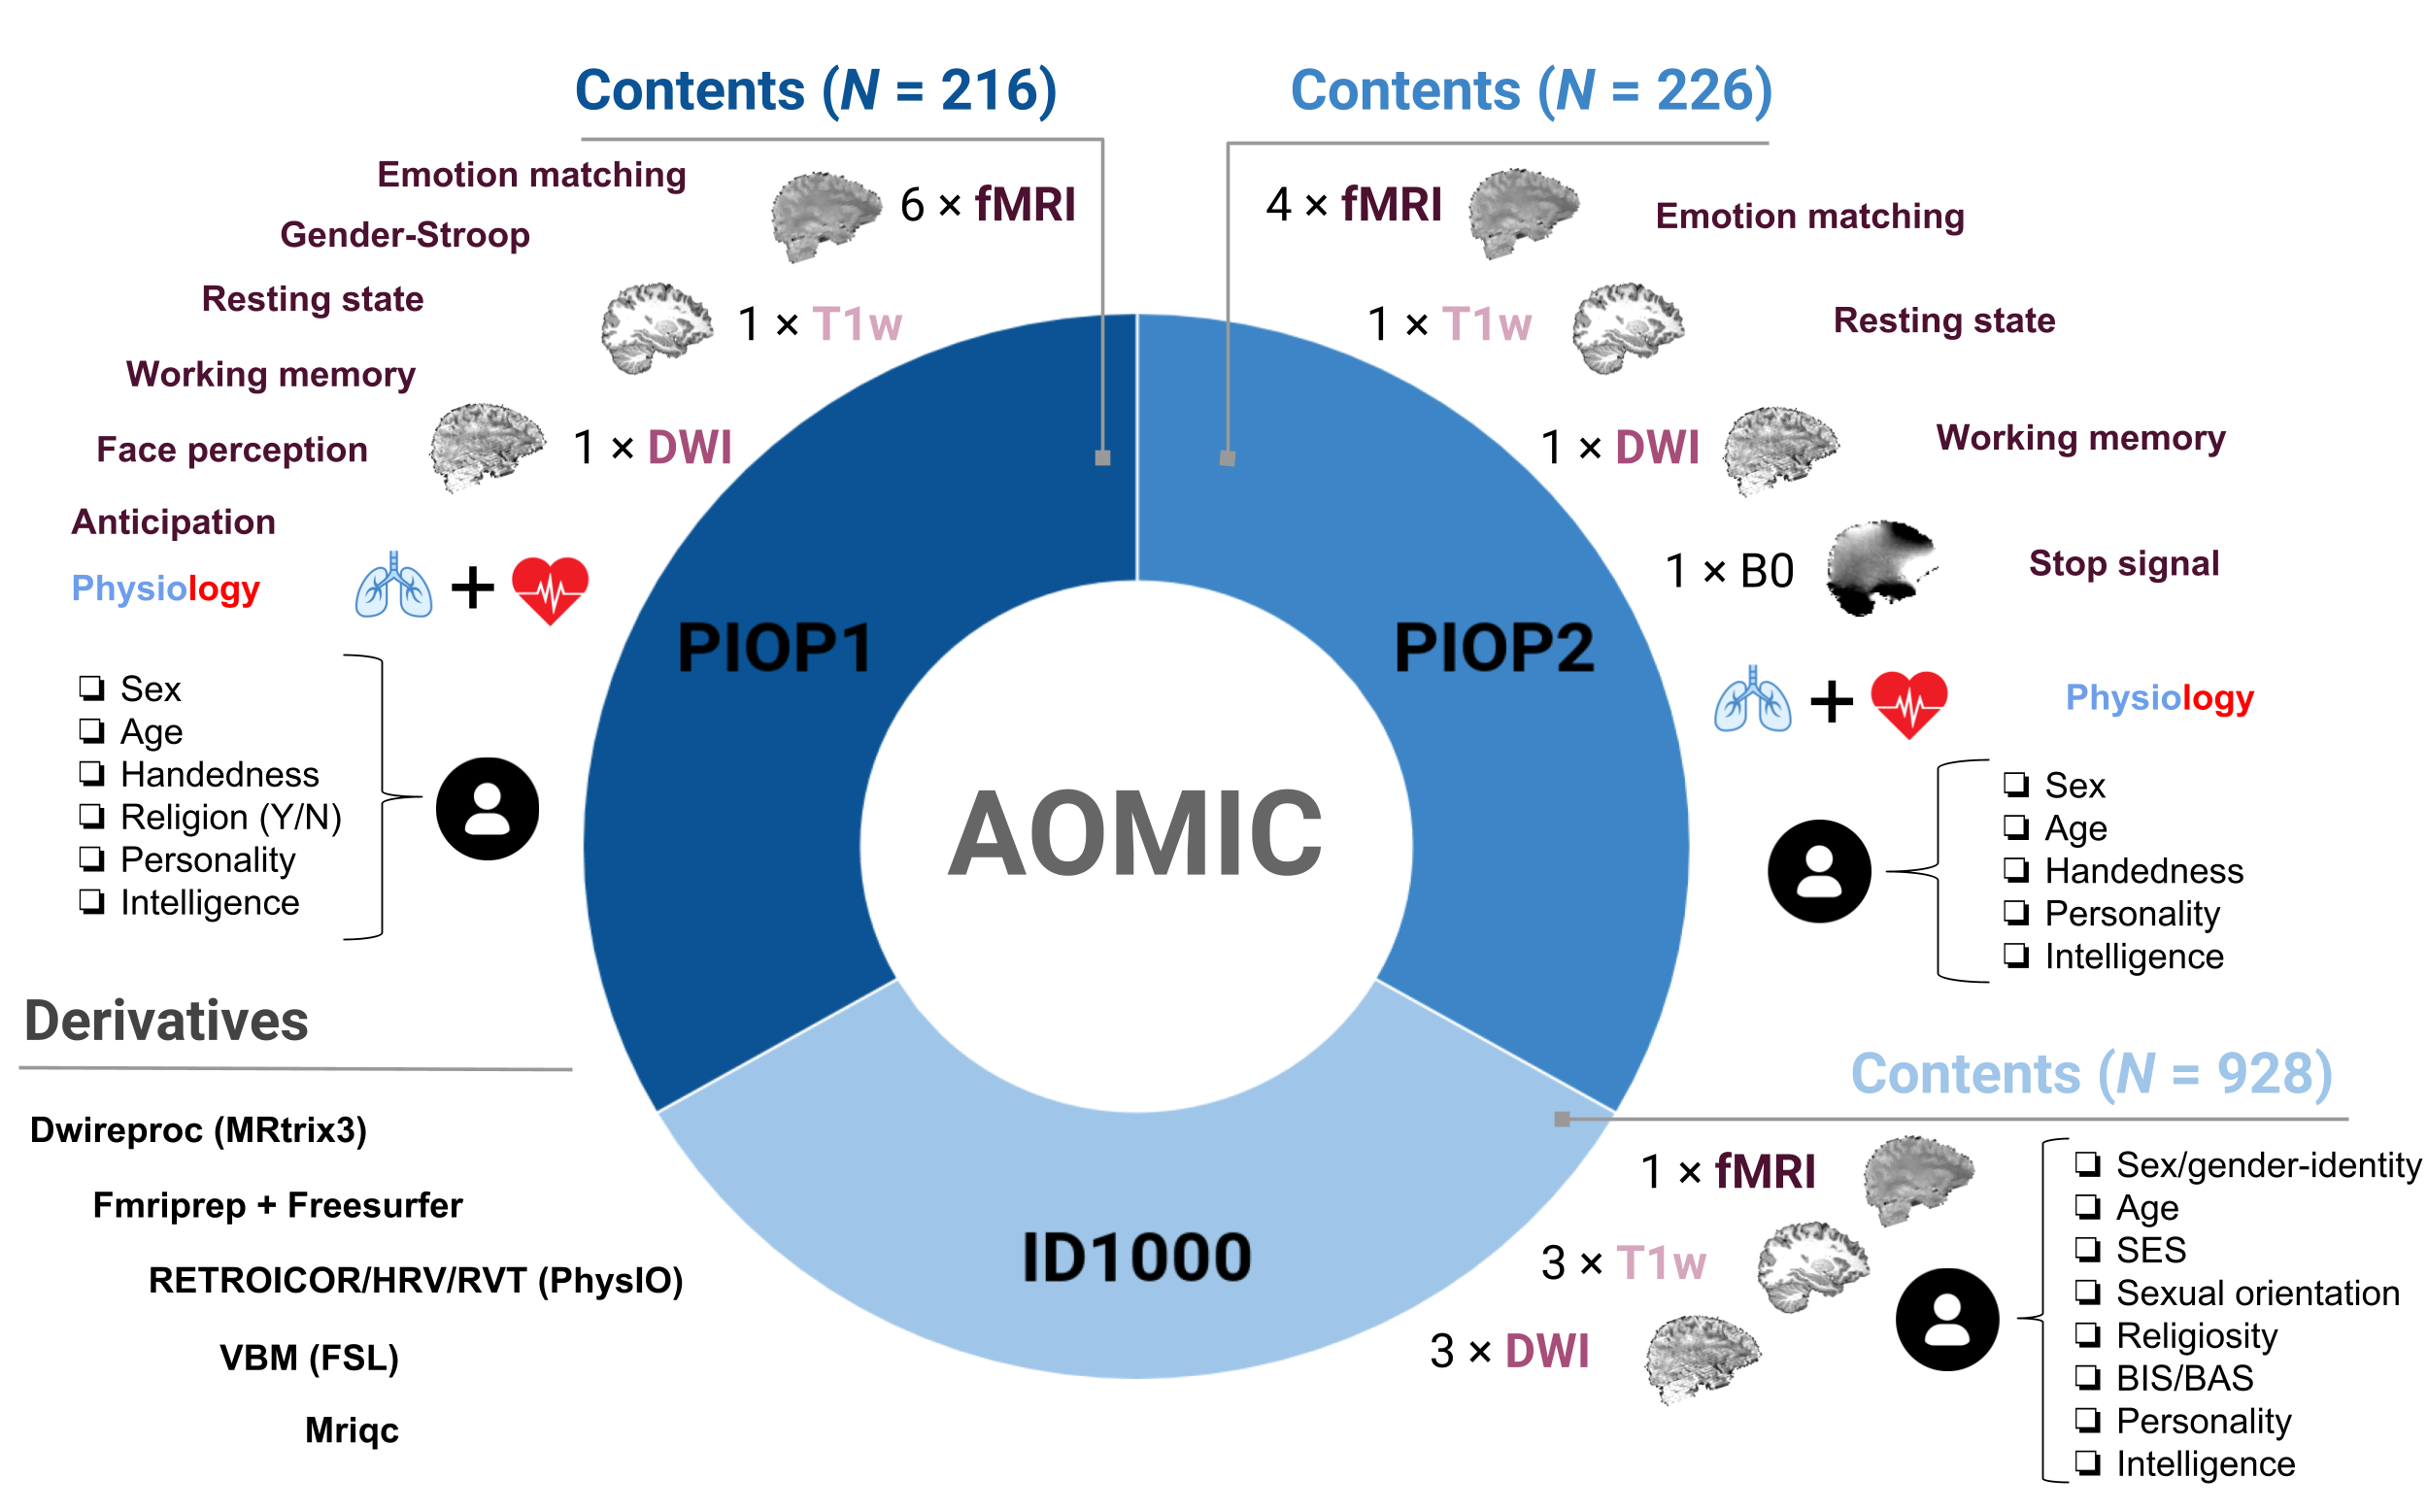 Contents (N = 216)
Emotion matching
6 × fMRI
Gender-Stroop
Resting state
1 × T1w
Working memory
Face perception
1 × DWI
Anticipation
Physiology
+
Sex
Age
Handedness
Religion (Y/N)
Personality
Intelligence
PIOP1
Contents (N = 226)
4 × fMRI
Emotion matching
1 × T1w
Resting state
1 × DWI
Working memory
1 × B0
Stop signal
+
Physiology
Sex
Age
Handedness
Personality
Intelligence
PIOP2
AOMIC
Derivatives
Dwireproc (MRtrix3)
Fmriprep + Freesurfer
RETROICOR/HRV/RVT (PhysIO)
VBM (FSL)
Mriqc
ID1000
Contents (N = 928)
1 × fMRI
3 × T1w
3 × DWI
Sex/gender-identity
Age
SES
Sexual orientation
Religiosity
BIS/BAS
Personality
Intelligence